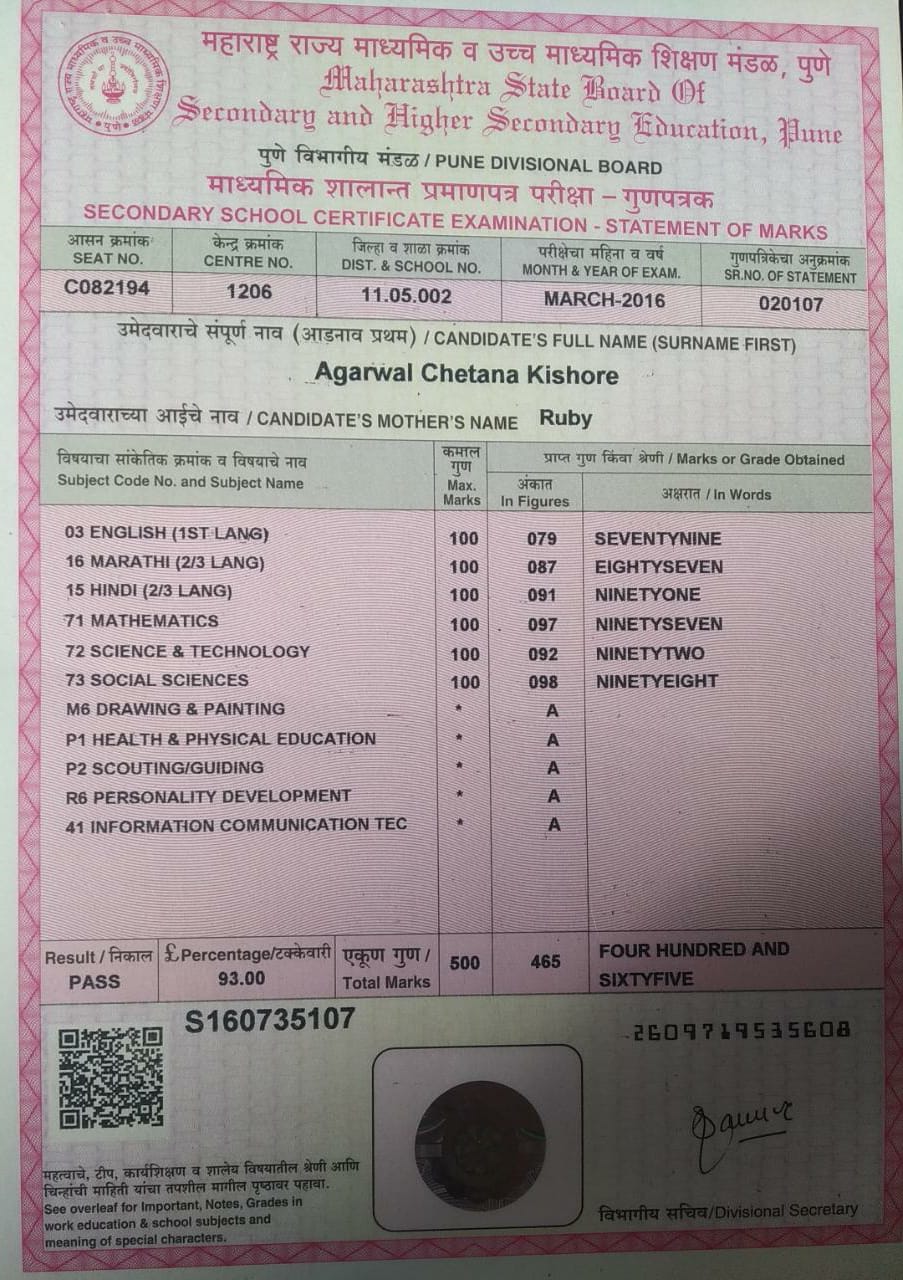 महाराष्ट्र राज्य माध्यमिक व उच्च माध्यमिक शिक्षण मंडळ, पुणे
Maharashtra State Board Of
Secondary and Higher Secondary Education, Pune
पुणे विभागीय मंडळ / PUNE DIVISIONAL BOARD
माध्यमिक शालान्त प्रमाणपत्र परीक्षा – गुणपत्रक
SECONDARY SCHOOL CERTIFICATE EXAMINATION - STATEMENT OF MARKS
आसन क्रमांक केन्द्र क्रमांक जिल्हा व शाळा क्रमांक परीक्षेचा महिना व वर्ष गुणपत्रिकेचा अनुक्रमांक
SEAT NO. CENTRE NO. DIST. & SCHOOL NO. MONTH & YEAR OF EXAM. SR.NO. OF STATEMENT
C082194 1206 11.05.002 MARCH-2016 020107
उमेदवाराचे संपूर्ण नाव (आडनाव प्रथम) / CANDIDATE'S FULL NAME (SURNAME FIRST)
Agarwal Chetana Kishore
उमेदवाराच्या आईचे नाव / CANDIDATE'S MOTHER'S NAME Ruby
विषयाचा सांकेतिक क्रमांक व विषयाचे नाव
Subject Code No. and Subject Name
कमाल
गुण
Max.
Marks
प्राप्त गुण किंवा श्रेणी / Marks or Grade Obtained
अंकात
In Figures
अक्षरात / In Words
03 ENGLISH (1ST LANG) 100 079 SEVENTYNINE
16 MARATHI (2/3 LANG) 100 087 EIGHTYSEVEN
15 HINDI (2/3 LANG) 100 091 NINETYONE
71 MATHEMATICS 100 097 NINETYSEVEN
72 SCIENCE & TECHNOLOGY 100 092 NINETYTWO
73 SOCIAL SCIENCES 100 098 NINETYEIGHT
M6 DRAWING & PAINTING * A
P1 HEALTH & PHYSICAL EDUCATION * A
P2 SCOUTING/GUIDING * A
R6 PERSONALITY DEVELOPMENT * A
41 INFORMATION COMMUNICATION TEC * A
Result / निकाल
PASS
£Percentage/टक्केवारी
93.00
एकूण गुण /
Total Marks
500 465 FOUR HUNDRED AND
SIXTYFIVE
S160735107
2609719535608
महत्वाचे, टीप, कार्यशिक्षण व शालेय विषयातील श्रेणी आणि
चिन्हांची माहिती यांचा तपशील मागील पृष्ठावर पहावा.
See overleaf for Important, Notes, Grades in
work education & school subjects and
meaning of special characters.
विभागीय सचिव/Divisional Secretary